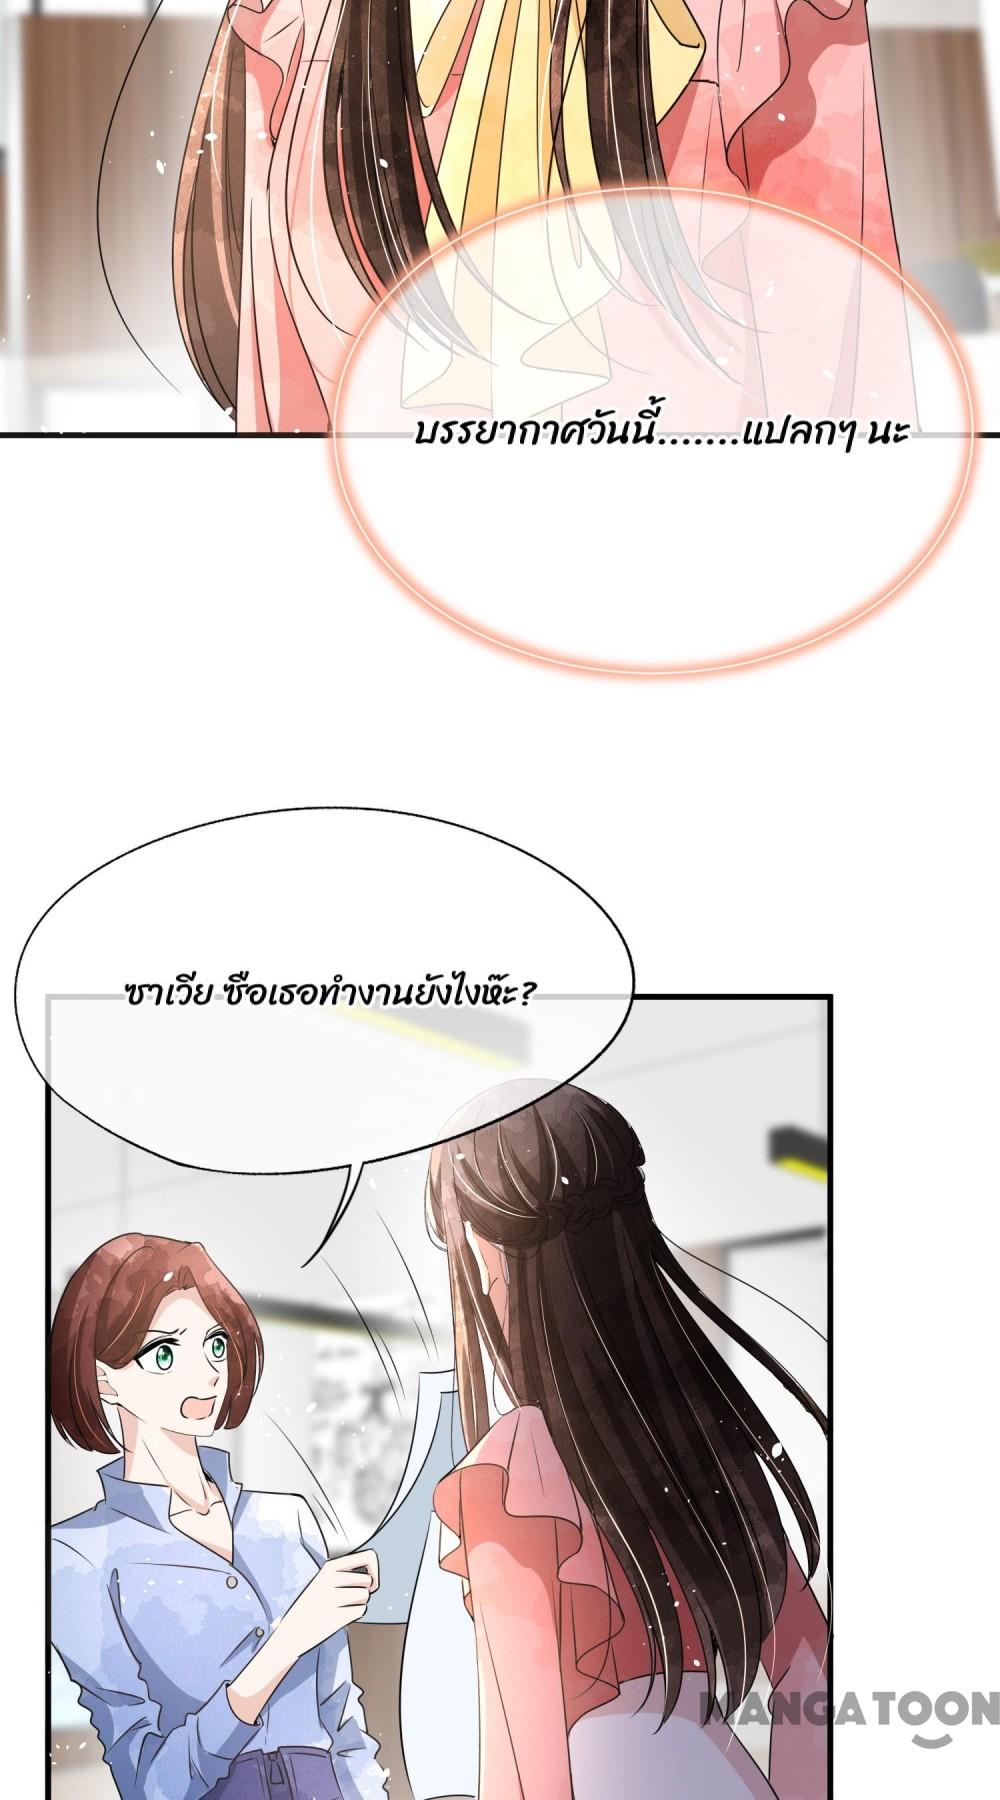 บรรยากาศวันนี้.......แปลกๆ นะ
ซาเวีย ซือเธอทำงานยังไงห๊ะ?
MANGATOON